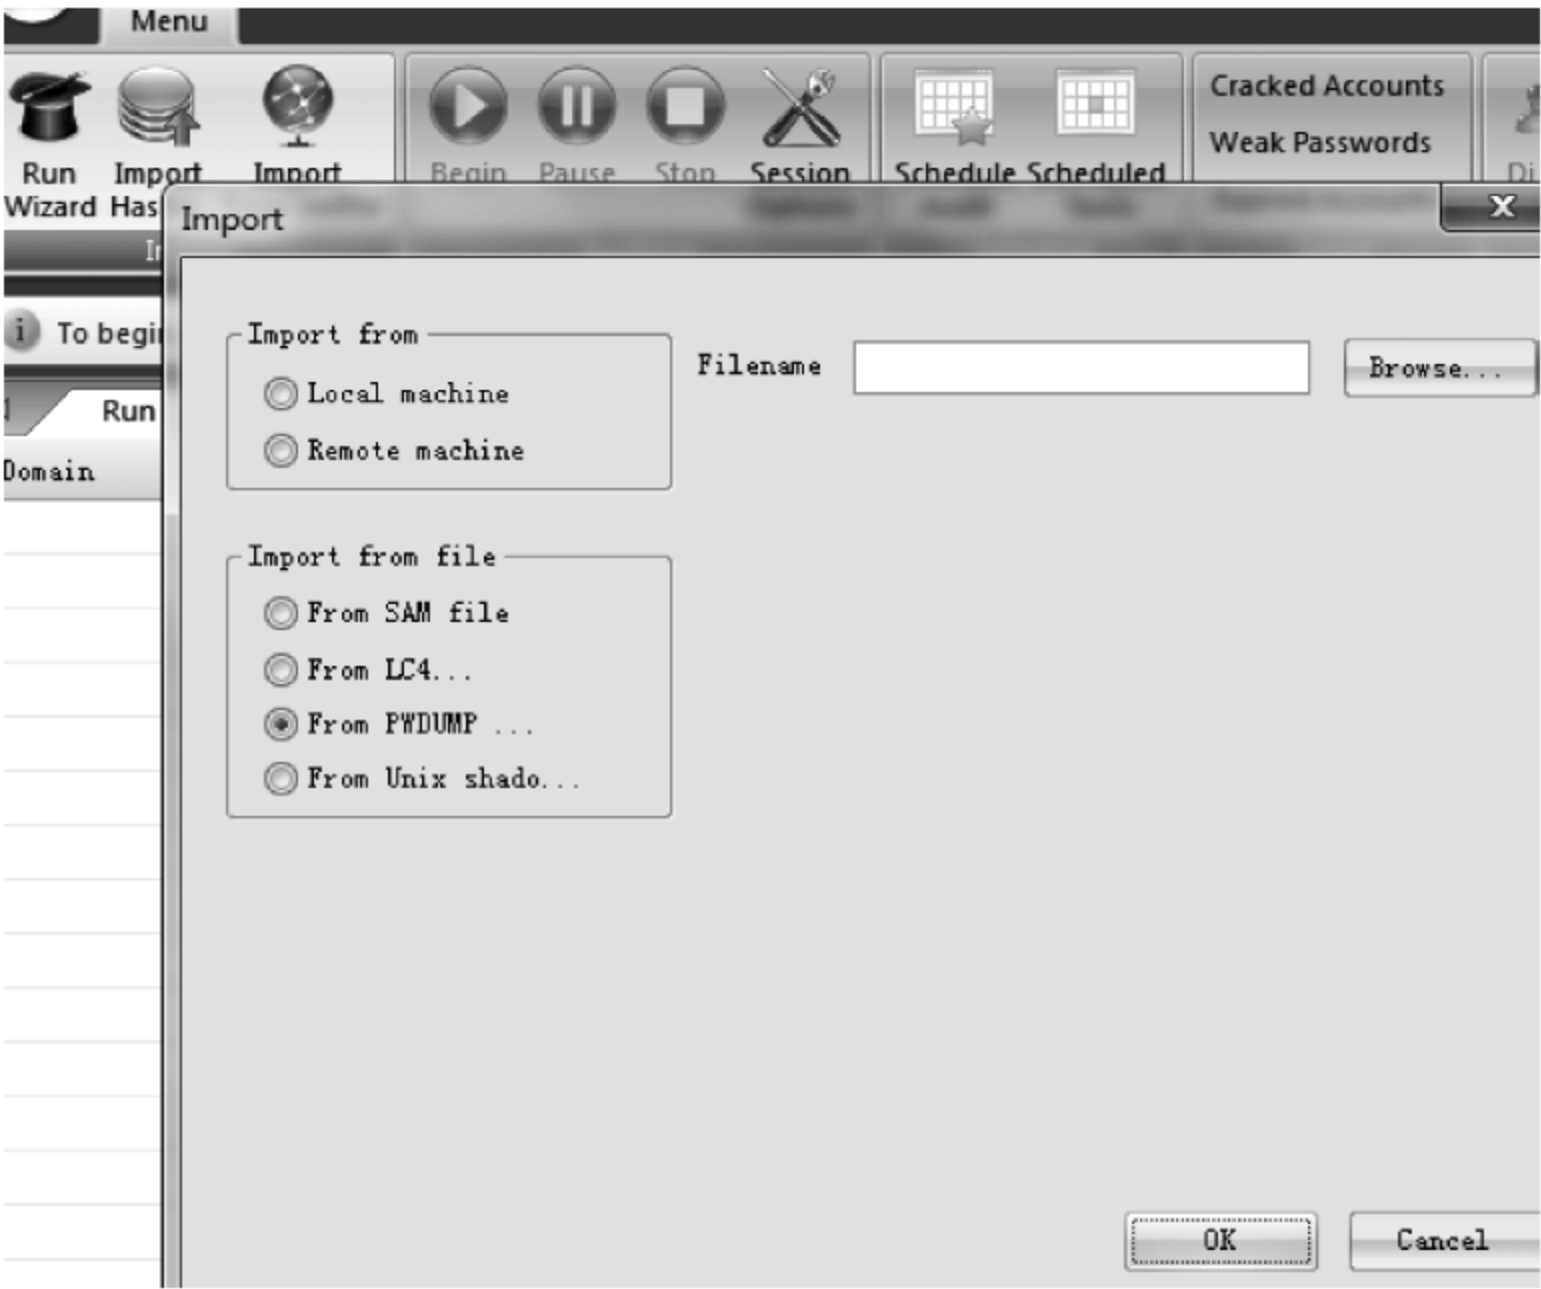 Menu
Run Wizard
Import Has
Import
Begin
Pause
Stop
Session
Schedule
Scheduled
Cracked Accounts
Weak Passwords
Di
Import
X
i To begi
Run
Domain
Import from
Local machine
Remote machine
Filename
Browse...
Import from file
From SAM file
From LC4...
From PWDUMP ...
From Unix shado...
OK
Cancel